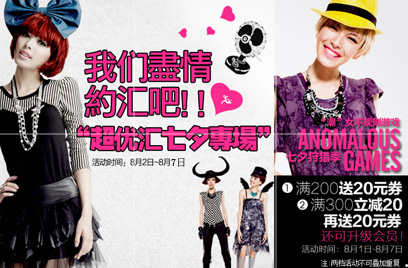 我们盡情
約汇吧!!
“超优汇七夕專場”
活动时间：8月2日~8月7日
ANOMALOUS
七夕狩猎季 GAMES
1 满200送20元券
2 满300立减20
再送20元券
还可升级会员!
活动时间：8月1日-8月7日
注:两档活动不可叠加重复